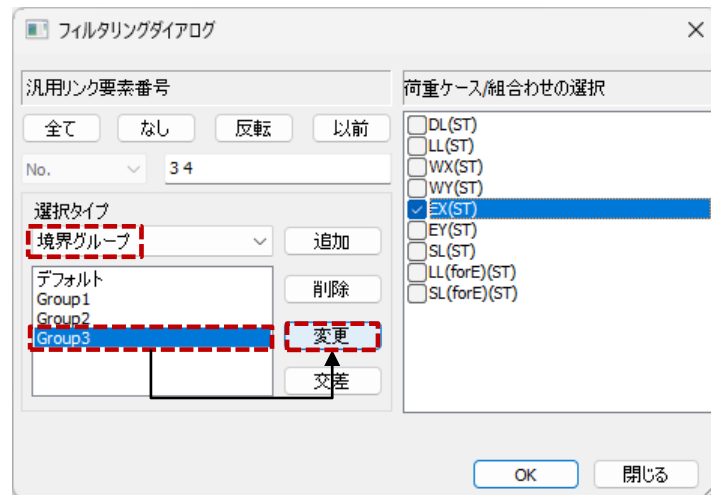 フィルタリングダイアログ
汎用リンク要素番号
全て
なし
反転
以前
No.
3 4
選択タイプ
境界グループ
追加
デフォルト
Group1
Group2
Group3
削除
変更
交差
荷重ケース/組合わせの選択
DL(ST)
LL(ST)
WX(ST)
WY(ST)
EX(ST)
EY(ST)
SL(ST)
LL(forE)(ST)
SL(forE)(ST)
OK
閉じる